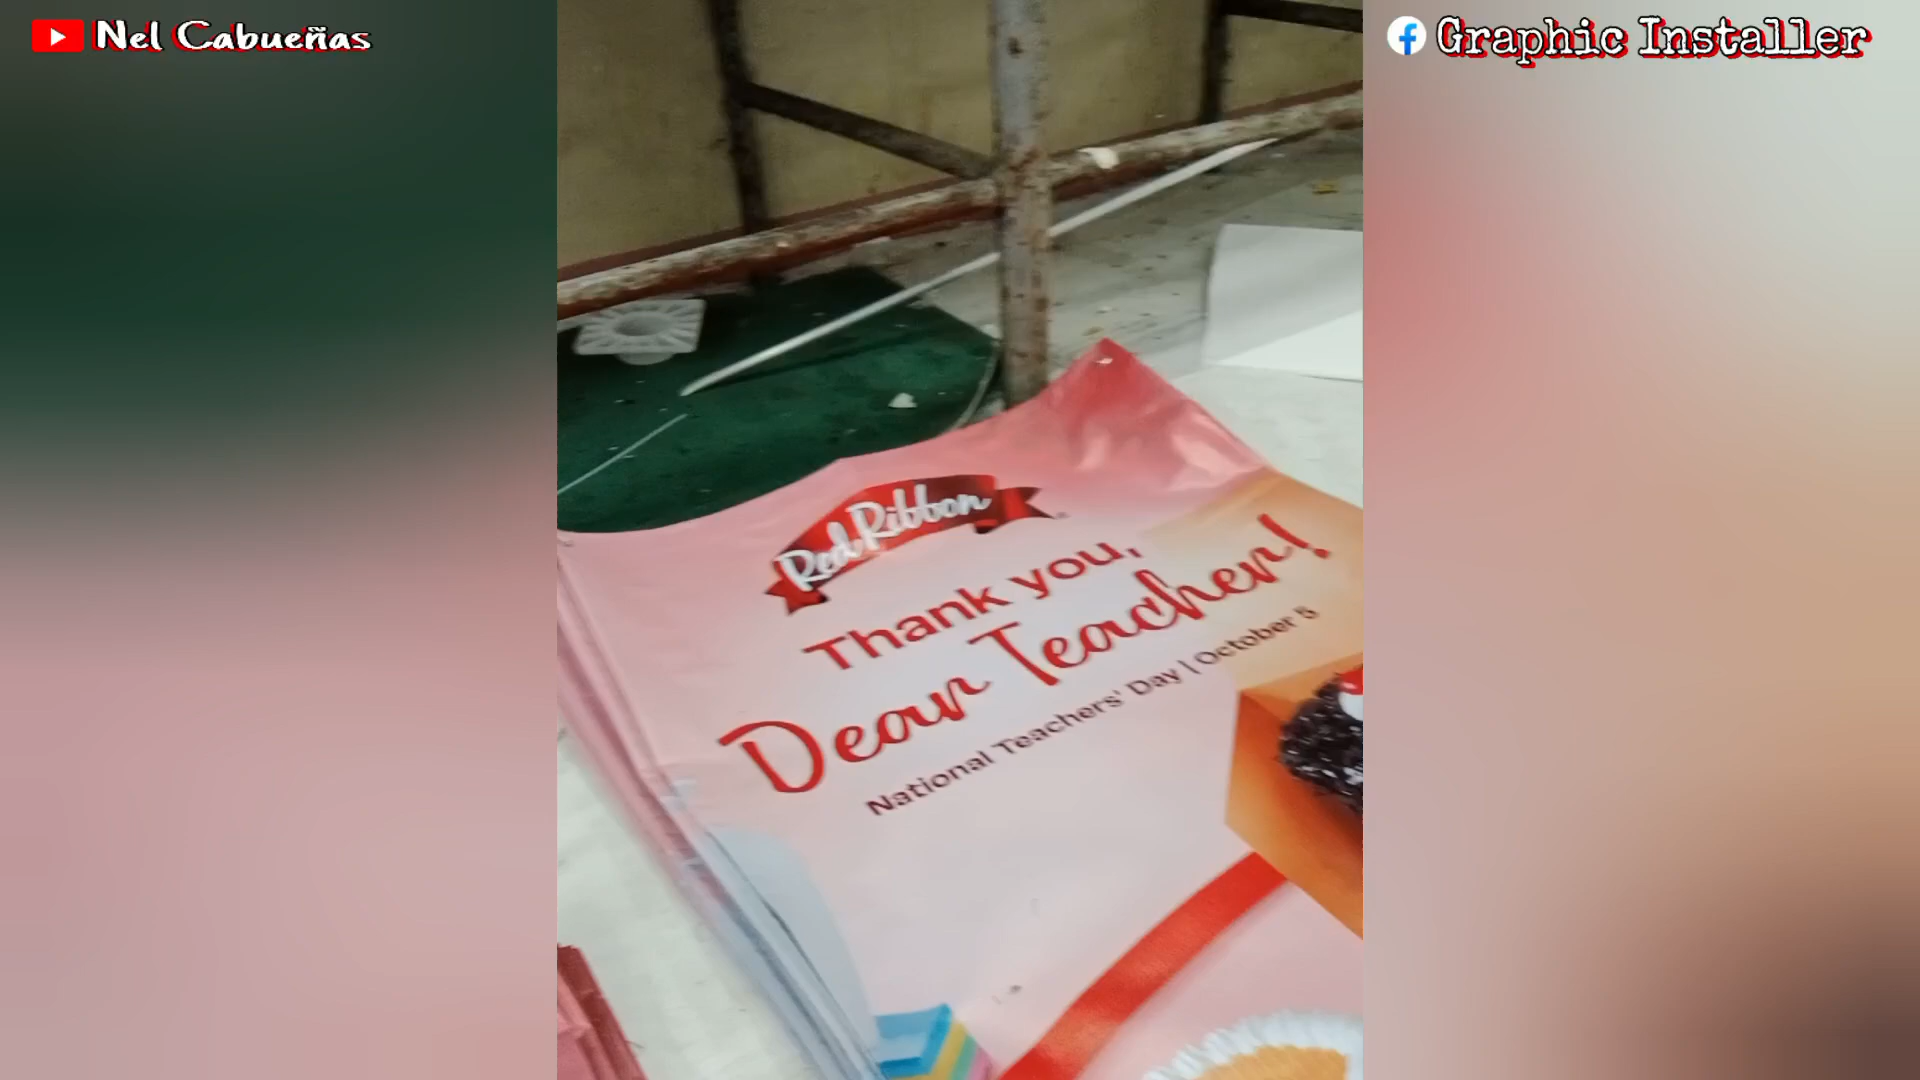 Nel Cabueñas
Graphic Installer
Red Ribbon
Thank you,
Dear Teacher!
National Teachers' Day | October 5